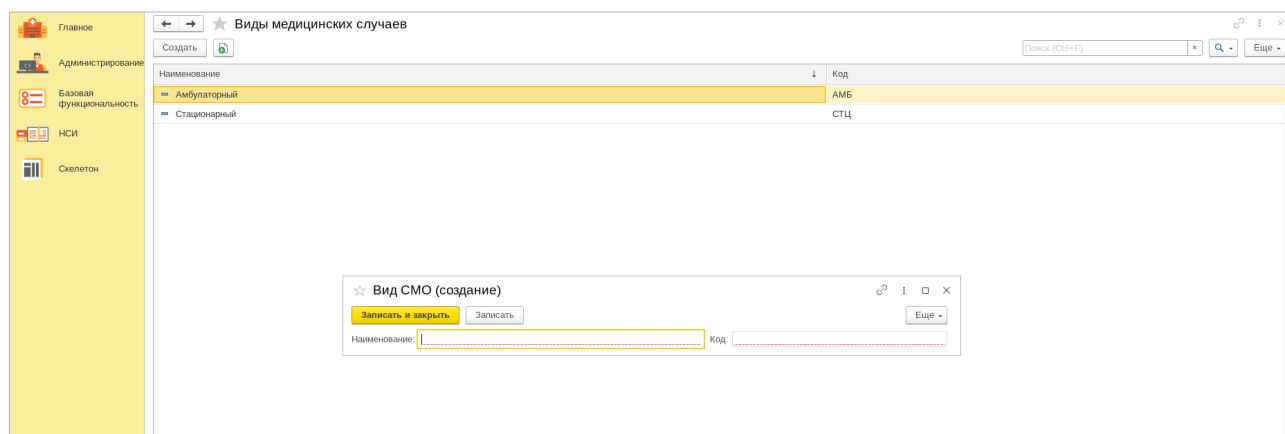 Главное
Администрирование
Базовая
функциональность
НСИ
Скелетон
Виды медицинских случаев
Создать
Поиск (Ctrl+F)
Еще
Наименование Код
Амбулаторный АМБ
Стационарный СТЦ
Вид СМО (создание)
Записать и закрыть Записать Еще
Наименование: Код: